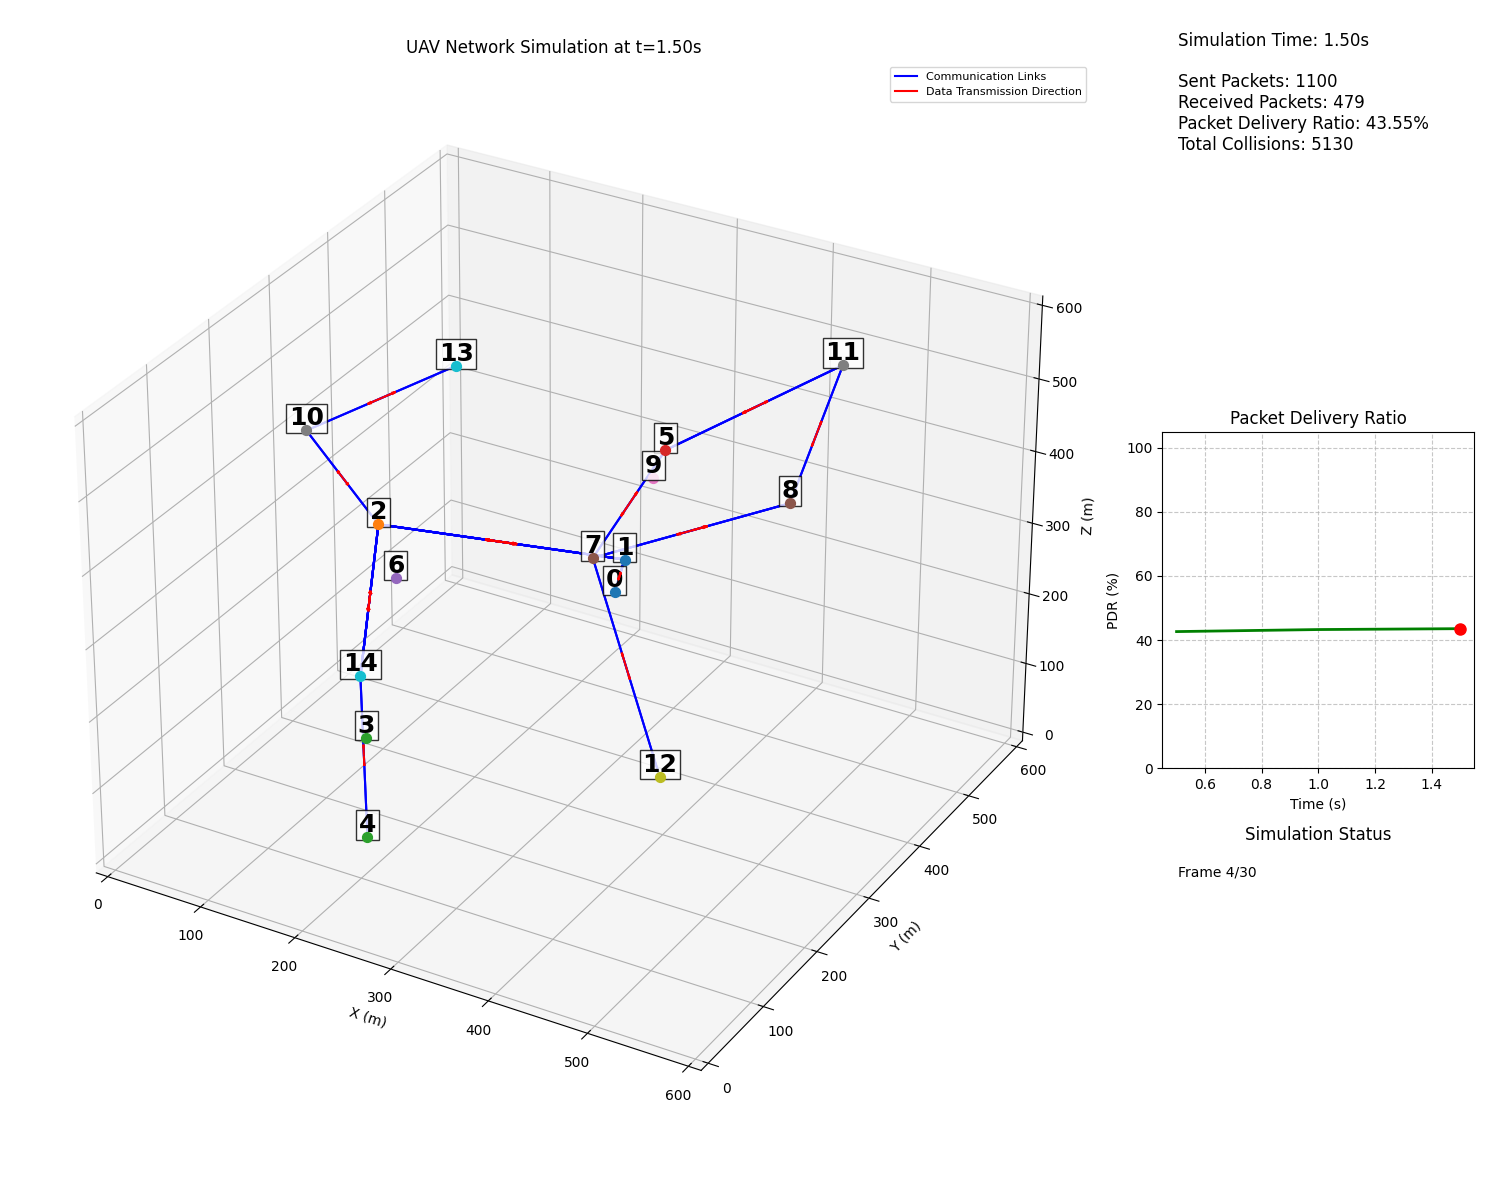 UAV Network Simulation at t=1.50s
Communication Links
Data Transmission Direction
Simulation Time: 1.50s
Sent Packets: 1100
Received Packets: 479
Packet Delivery Ratio: 43.55%
Total Collisions: 5130
13
11
10
5
9
8
2
7
1
6
0
14
3
12
4
600
500
400
300
200
100
0
Z (m)
600
500
400
300
200
100
0
Y (m)
0
100
200
300
400
500
600
X (m)
Packet Delivery Ratio
100
80
60
40
20
0
PDR (%)
0.6
0.8
1.0
1.2
1.4
Time (s)
Simulation Status
Frame 4/30